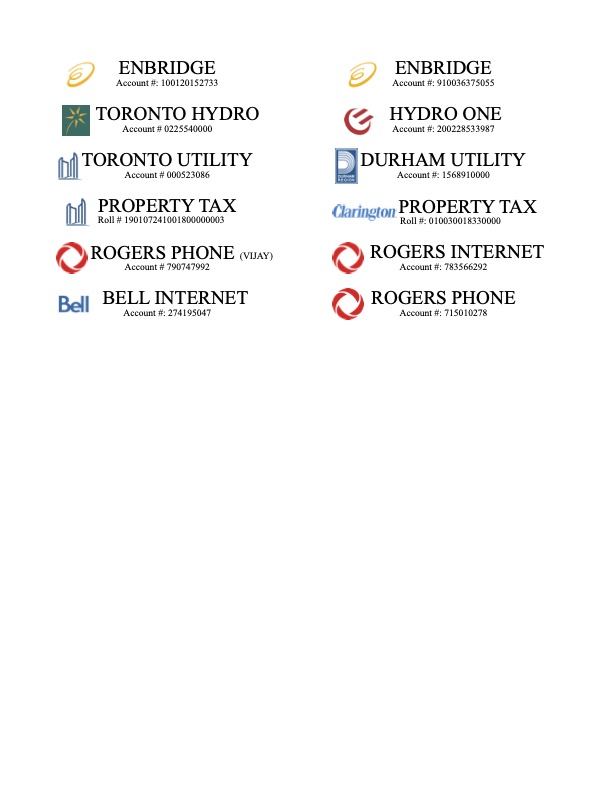 ENBRIDGE
Account #: 100120152733
TORONTO HYDRO
Account # 0225540000
TORONTO UTILITY
Account # 000523086
PROPERTY TAX
Roll # 190107241001800000003
ROGERS PHONE (VIJAY)
Account # 790747992
Bell BELL INTERNET
Account #: 274195047
ENBRIDGE
Account #: 910036375055
HYDRO ONE
Account #: 200228533987
DURHAM UTILITY
DURHAM REGION
Account #: 1568910000
Clarington PROPERTY TAX
Roll #: 010030018330000
ROGERS INTERNET
Account #: 783566292
ROGERS PHONE
Account #: 715010278